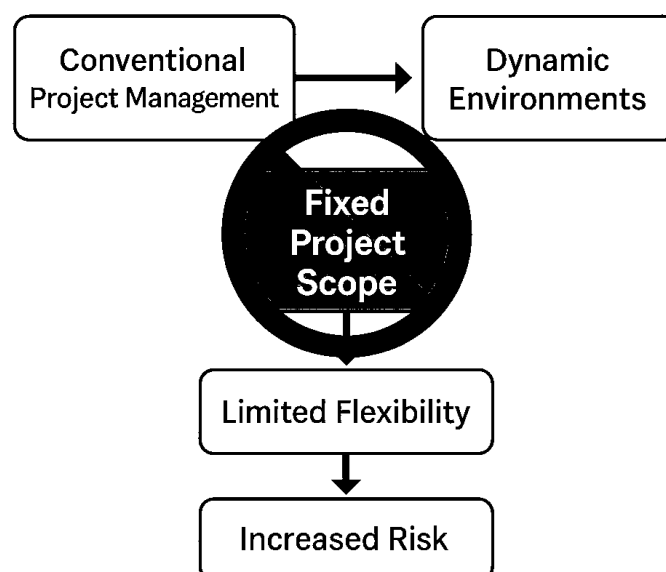 Conventional
Project Management
Dynamic
Environments
Fixed
Project
Scope
Limited Flexibility
Increased Risk